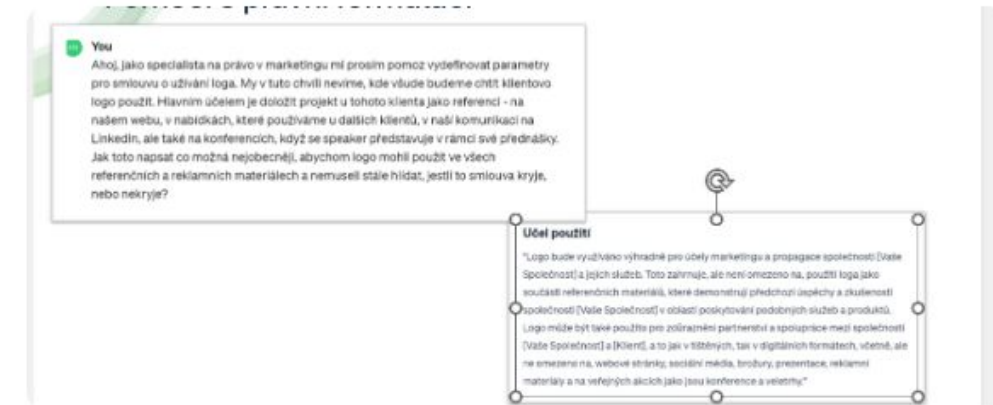 Pomoct s právní formulací
You
Ahoj, jako specialista na právo v marketingu mi prosím pomoz vydefinovat parametry
pro smlouvu o užívání loga. My v tuto chvíli nevíme, kde všude budeme chtít klientovo
logo použít. Hlavním účelem je doložit projekt u tohoto klienta jako referenci - na
našem webu, v nabídkách, které používáme u dalších klientů, v naší komunikaci na
LinkedIn, ale také na konferencích, když se speaker představuje v rámci své přednášky.
Jak toto napsat co možná nejobecněji, abychom logo mohli použít ve všech
referenčních a reklamních materiálech a nemuseli stále hlídat, jestli to smlouva kryje,
nebo nekryje?
Účel použití
"Logo bude využíváno výhradně pro účely marketingu a propagace společnosti [Vaše
Společnost] a jejích služeb. Toto zahrnuje, ale není omezeno na, použití loga jako
součásti referenčních materiálů, které demonstrují předchozí úspěchy a zkušenosti
společnosti [Vaše Společnost] v oblasti poskytování podobných služeb a produktů.
Logo může být také použito pro zdůraznění partnerství a spolupráce mezi společností
[Vaše Společnost] a [Klient], a to jak v tištěných, tak v digitálních formátech, včetně, ale
ne omezeno na, webové stránky, sociální média, brožury, prezentace, reklamní
materiály a na veřejných akcích jako jsou konference a veletrhy."